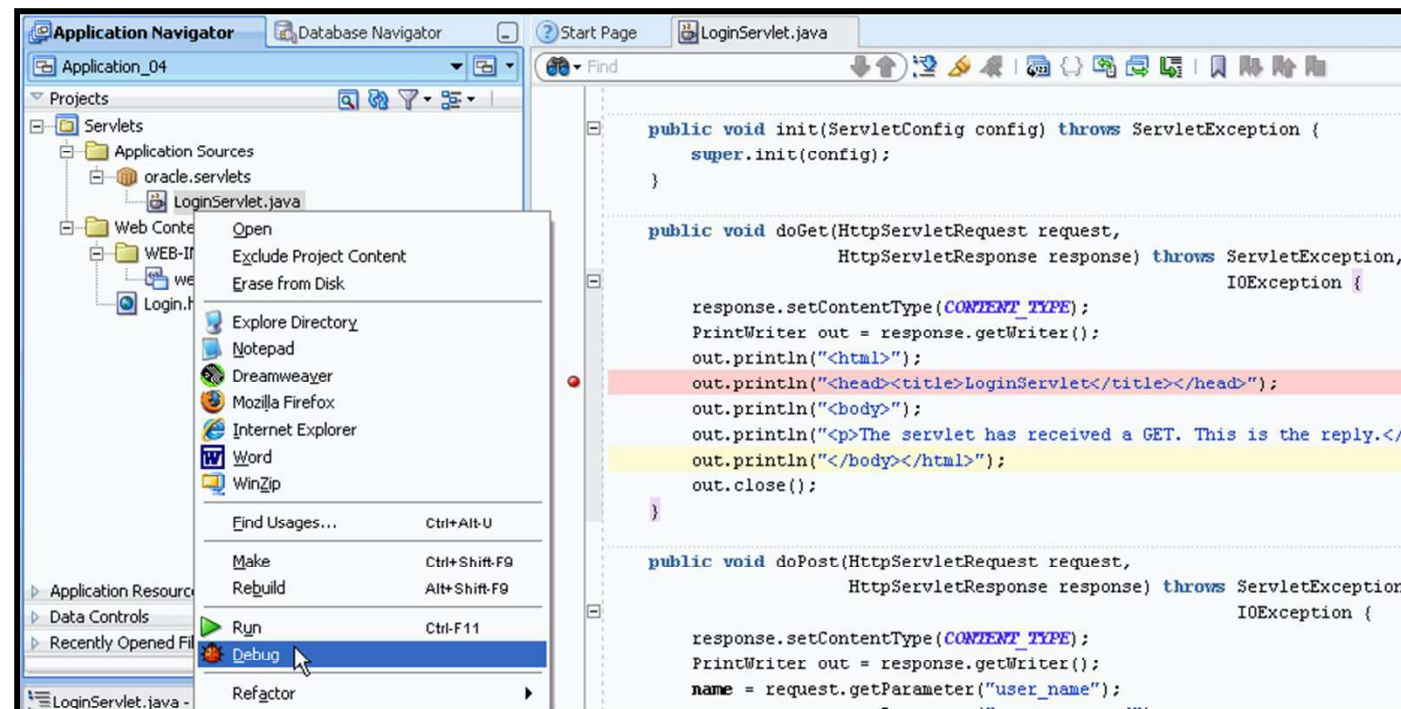 Application Navigator
Database Navigator
Start Page
LoginServlet.java
Application_04
Find
Projects
Servlets
Application Sources
oracle.servlets
LoginServlet.java
Web Conte
WEB-IN
we
Login.h
Application Resourc
Data Controls
Recently Opened Fil
LoginServlet.java -
Open
Exclude Project Content
Erase from Disk
Explore Directory
Notepad
Dreamweaver
Mozilla Firefox
Internet Explorer
Word
WinZip
Find Usages... Ctrl+Alt-U
Make Ctrl+Shift-F9
Rebuild Alt+Shift-F9
Run Ctrl-F11
Debug
Refactor
public void init(ServletConfig config) throws ServletException {
super.init(config);
}
public void doGet(HttpServletRequest request,
HttpServletResponse response) throws ServletException,
IOException {
response.setContentType(CONTENT_TYPE);
PrintWriter out = response.getWriter();
out.println("<html>");
out.println("<head><title>LoginServlet</title></head>");
out.println("<body>");
out.println("<p>The servlet has received a GET. This is the reply.</
out.println("</body></html>");
out.close();
}
public void doPost(HttpServletRequest request,
HttpServletResponse response) throws ServletException
IOException {
response.setContentType(CONTENT_TYPE);
PrintWriter out = response.getWriter();
name = request.getParameter("user_name");